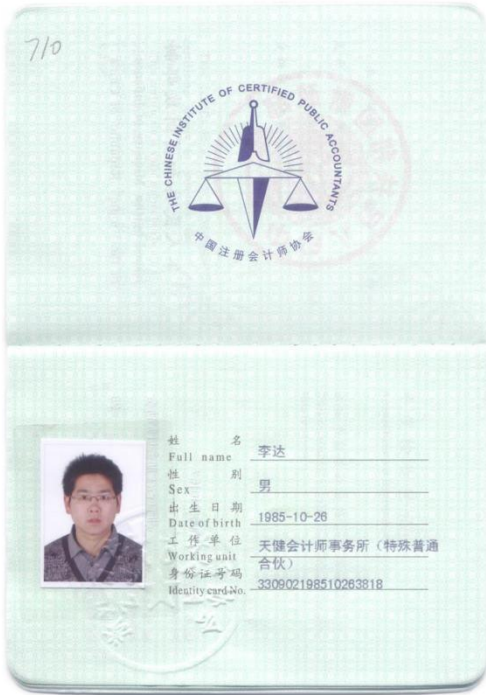 710
THE CHINESE INSTITUTE OF CERTIFIED PUBLIC ACCOUNTANTS
中国注册会计师协会
姓 名 李达
Full name
性 别 男
Sex
出生日期 1985-10-26
Date of birth
工作单位 天健会计师事务所（特殊普通
Working unit 合伙）
身份证号码 330902198510263818
Identity card No.